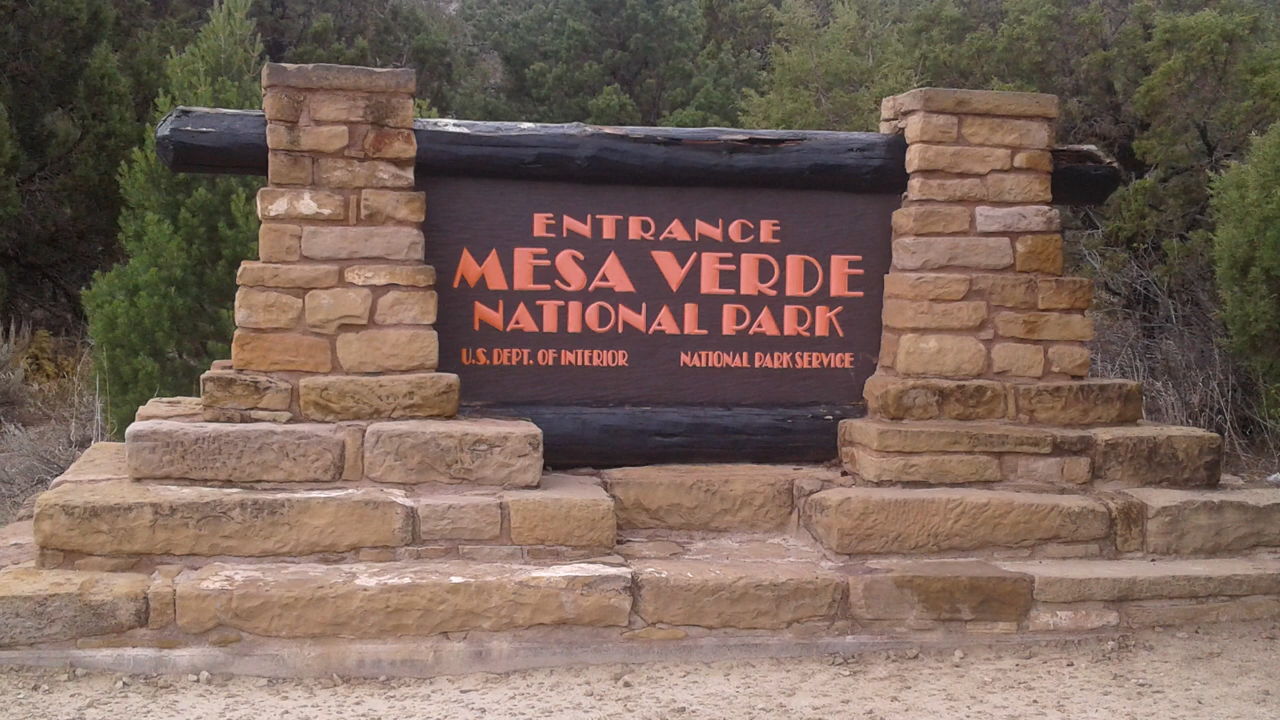 ENTRANCE
MESA VERDE
NATIONAL PARK
U.S. DEPT. OF INTERIOR NATIONAL PARK SERVICE